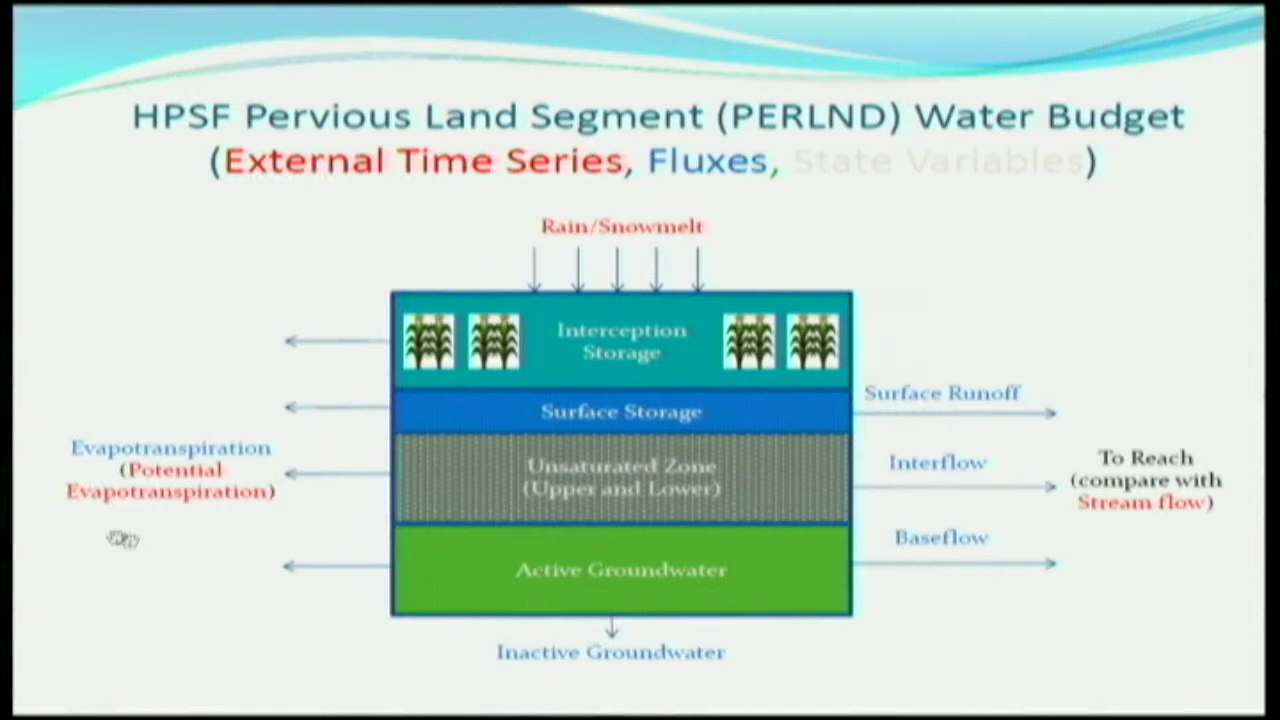 HPSF Pervious Land Segment (PERLND) Water Budget
(External Time Series, Fluxes, State Variables)
Rain/Snowmelt
Interception
Storage
Surface Storage
Surface Runoff
Evapotranspiration
(Potential
Evapotranspiration)
Unsaturated Zone
(Upper and Lower)
Interflow
To Reach
(compare with
Stream flow)
Baseflow
Active Groundwater
Inactive Groundwater